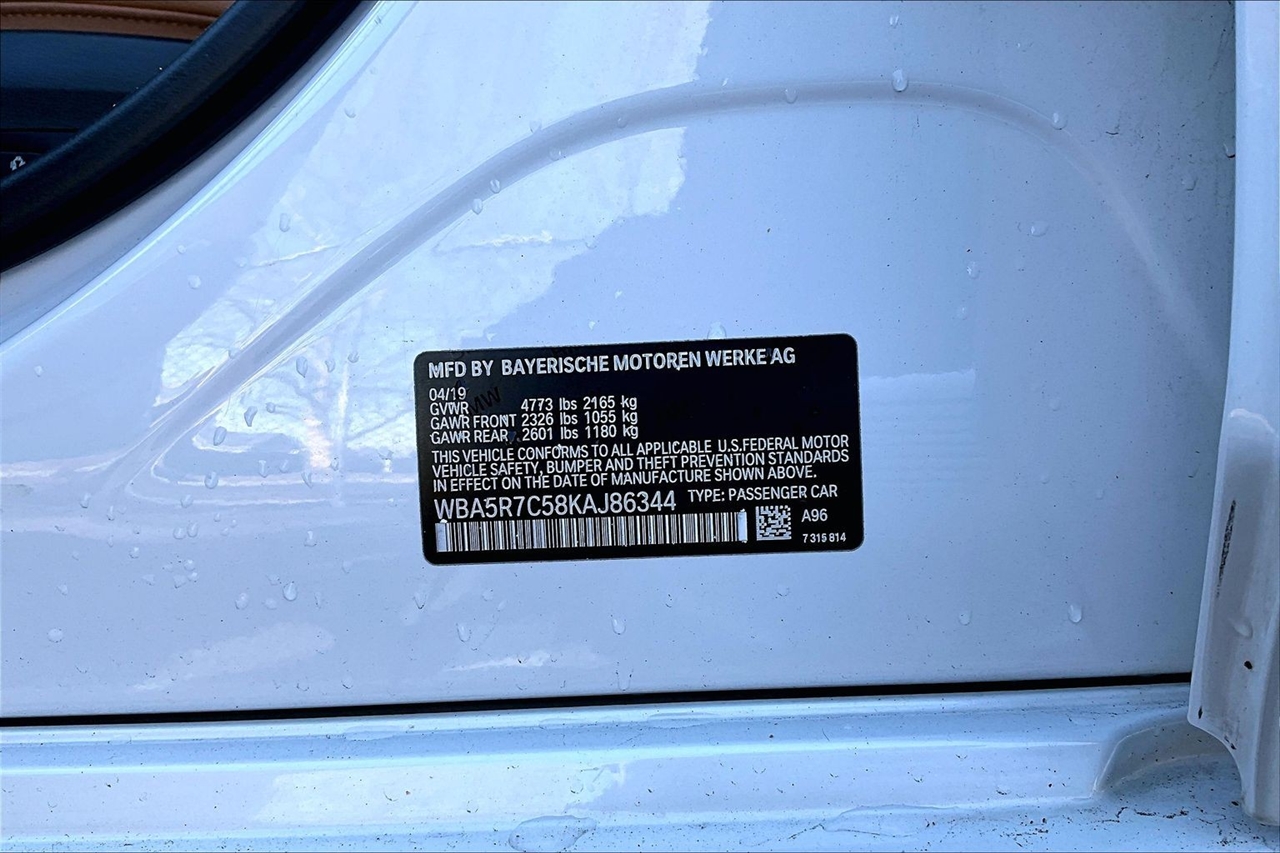 MFD BY BAYERISCHE MOTOREN WERKE AG
04/19
GVWR 4773 lbs 2165 kg
GAWR FRONT 2326 lbs 1055 kg
GAWR REAR 2601 lbs 1180 kg
THIS VEHICLE CONFORMS TO ALL APPLICABLE U.S.FEDERAL MOTOR
VEHICLE SAFETY, BUMPER AND THEFT PREVENTION STANDARDS
IN EFFECT ON THE DATE OF MANUFACTURE SHOWN ABOVE.
WBA5R7C58KAJ86344 TYPE: PASSENGER CAR
A96
7 315 814